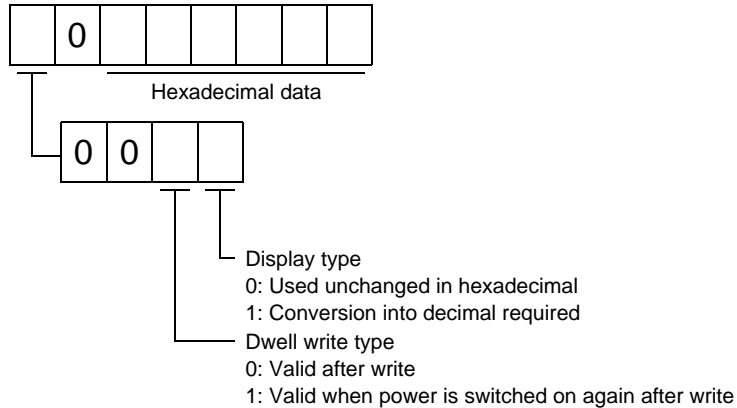 0
Hexadecimal data
0 0
Display type
0: Used unchanged in hexadecimal
1: Conversion into decimal required
Dwell write type
0: Valid after write
1: Valid when power is switched on again after write